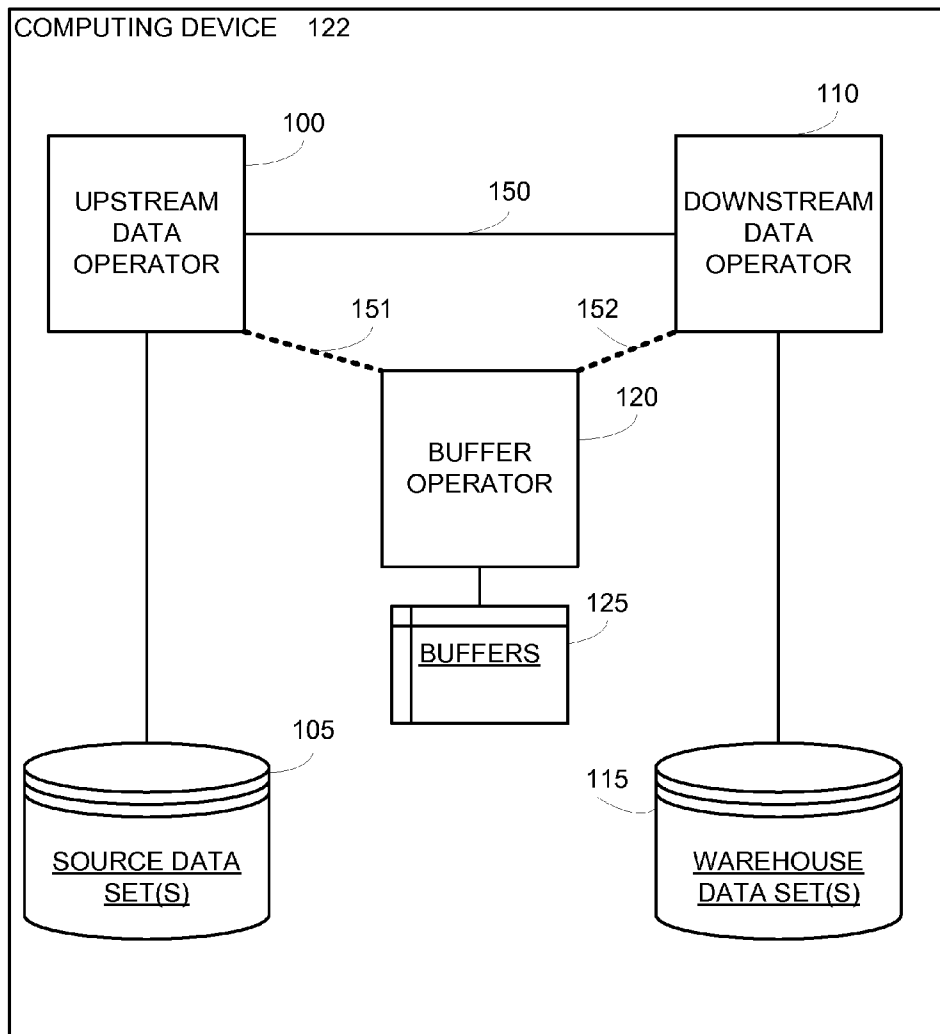 COMPUTING DEVICE 122
100
110
UPSTREAM
DATA
OPERATOR
150
DOWNSTREAM
DATA
OPERATOR
151
152
120
BUFFER
OPERATOR
125
BUFFERS
105
115
SOURCE DATA
SET(S)
WAREHOUSE
DATA SET(S)